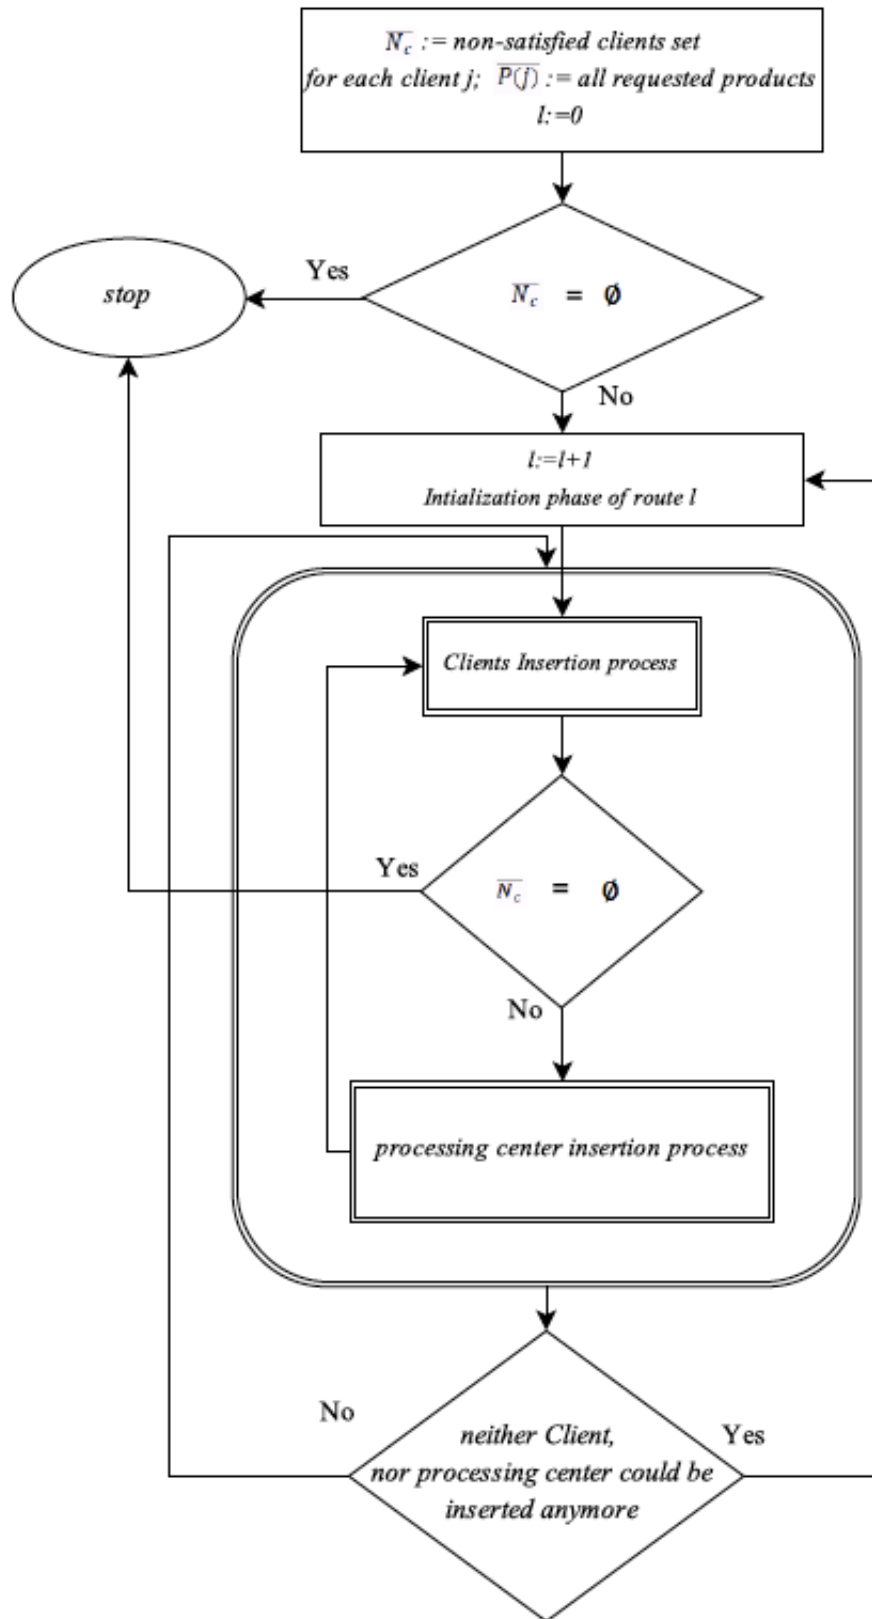 N̅c̅ := non-satisfied clients set
for each client j; P̅(̅j̅)̅ := all requested products
l:=0
Yes
stop
N̅c̅ = ∅
No
l:=l+1
Intialization phase of route l
Clients Insertion process
Yes
N̅c̅ = ∅
No
processing center insertion process
No
neither Client,
Yes
nor processing center could be
inserted anymore